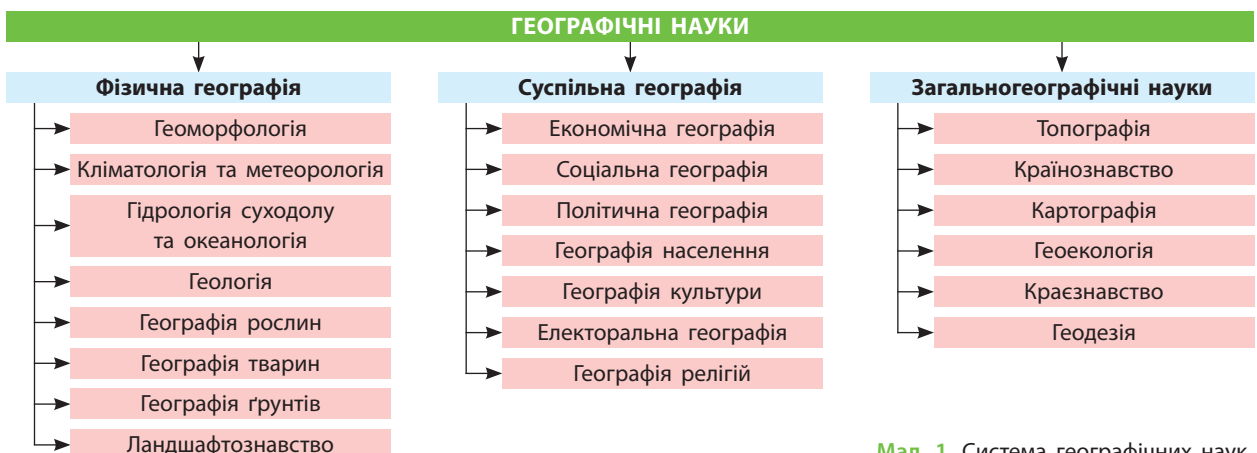 ГЕОГРАФІЧНІ НАУКИ
Фізична географія
Геоморфологія
Кліматологія та метеорологія
Гідрологія суходолу
та океанологія
Геологія
Географія рослин
Географія тварин
Географія ґрунтів
Ландшафтознавство
Суспільна географія
Економічна географія
Соціальна географія
Політична географія
Географія населення
Географія культури
Електоральна географія
Географія релігій
Загальногеографічні науки
Топографія
Країнознавство
Картографія
Геоекологія
Краєзнавство
Геодезія
Мал. 1. Система географічних наук